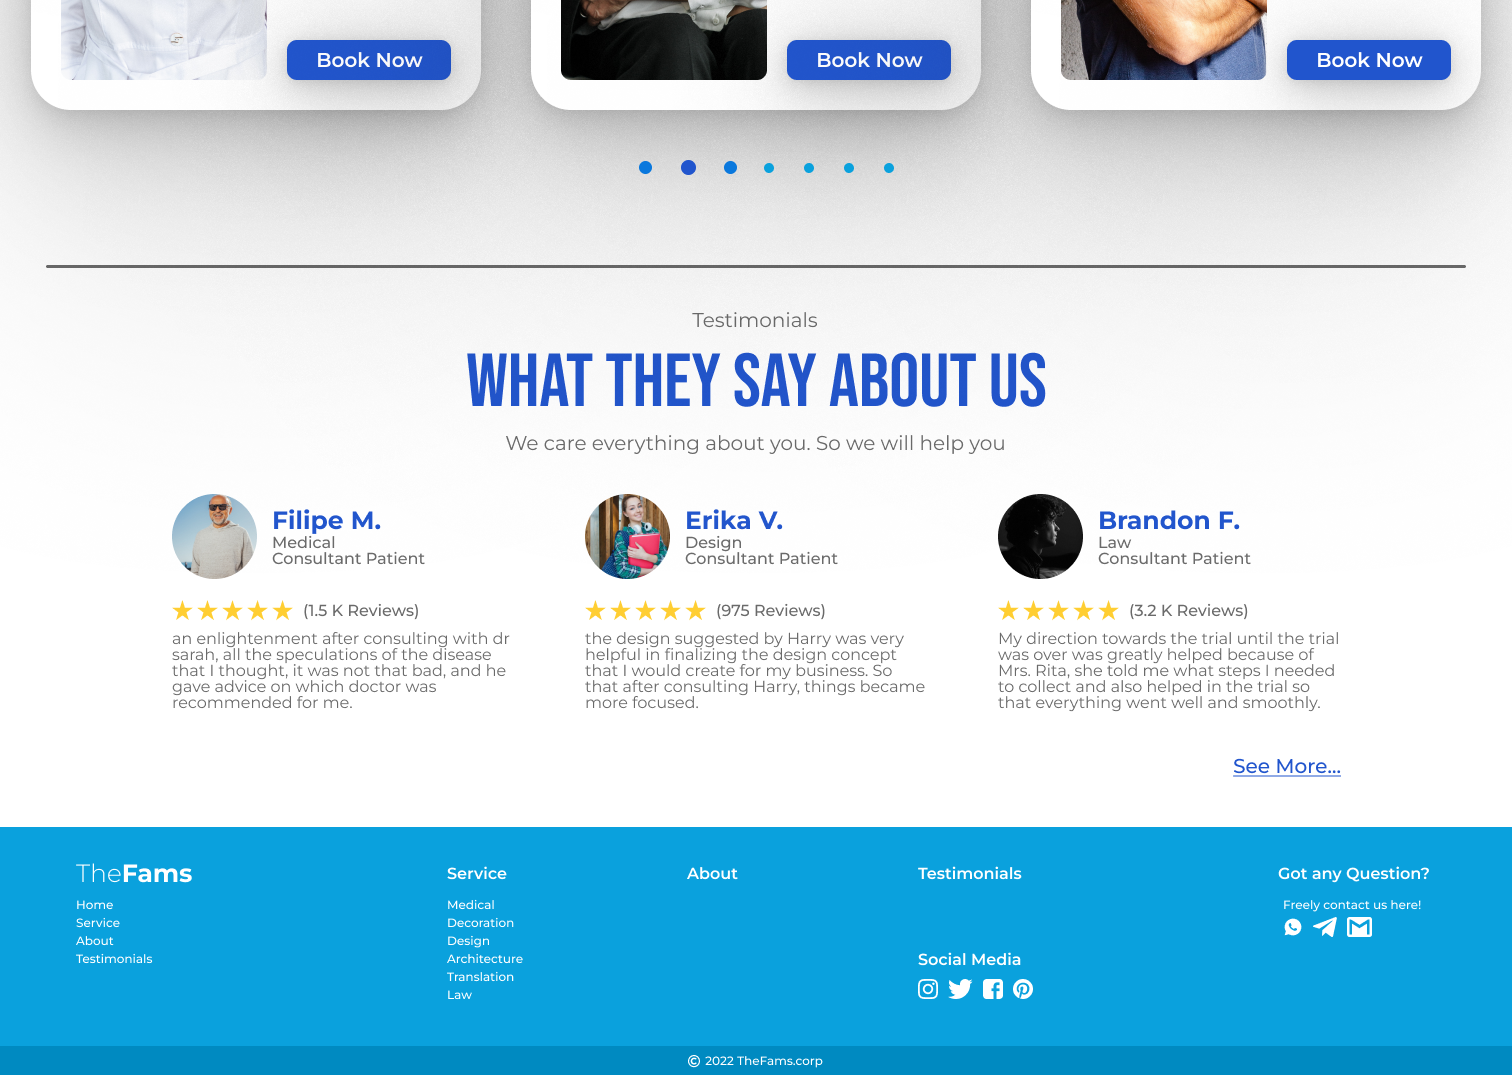 Book Now
Book Now
Book Now
Testimonials
WHAT THEY SAY ABOUT US
We care everything about you. So we will help you
Filipe M.
Medical
Consultant Patient
(1.5 K Reviews)
an enlightenment after consulting with dr
sarah, all the speculations of the disease
that I thought, it was not that bad, and he
gave advice on which doctor was
recommended for me.
Erika V.
Design
Consultant Patient
(975 Reviews)
the design suggested by Harry was very
helpful in finalizing the design concept
that I would create for my business. So
that after consulting Harry, things became
more focused.
Brandon F.
Law
Consultant Patient
(3.2 K Reviews)
My direction towards the trial until the trial
was over was greatly helped because of
Mrs. Rita, she told me what steps I needed
to collect and also helped in the trial so
that everything went well and smoothly.
See More...
TheFams
Home
Service
About
Testimonials
Service
Medical
Decoration
Design
Architecture
Translation
Law
About
Testimonials
Social Media
Got any Question?
Freely contact us here!
© 2022 TheFams.corp